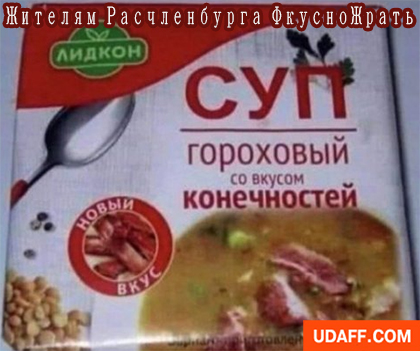 Жителям Расчленбурга ФкусноЖрать
ЛИДКОН
СУП
ГОРОХОВЫЙ
СО ВКУСОМ
КОНЕЧНОСТЕЙ
НОВЫЙ
ВКУС
UDAFF.COM